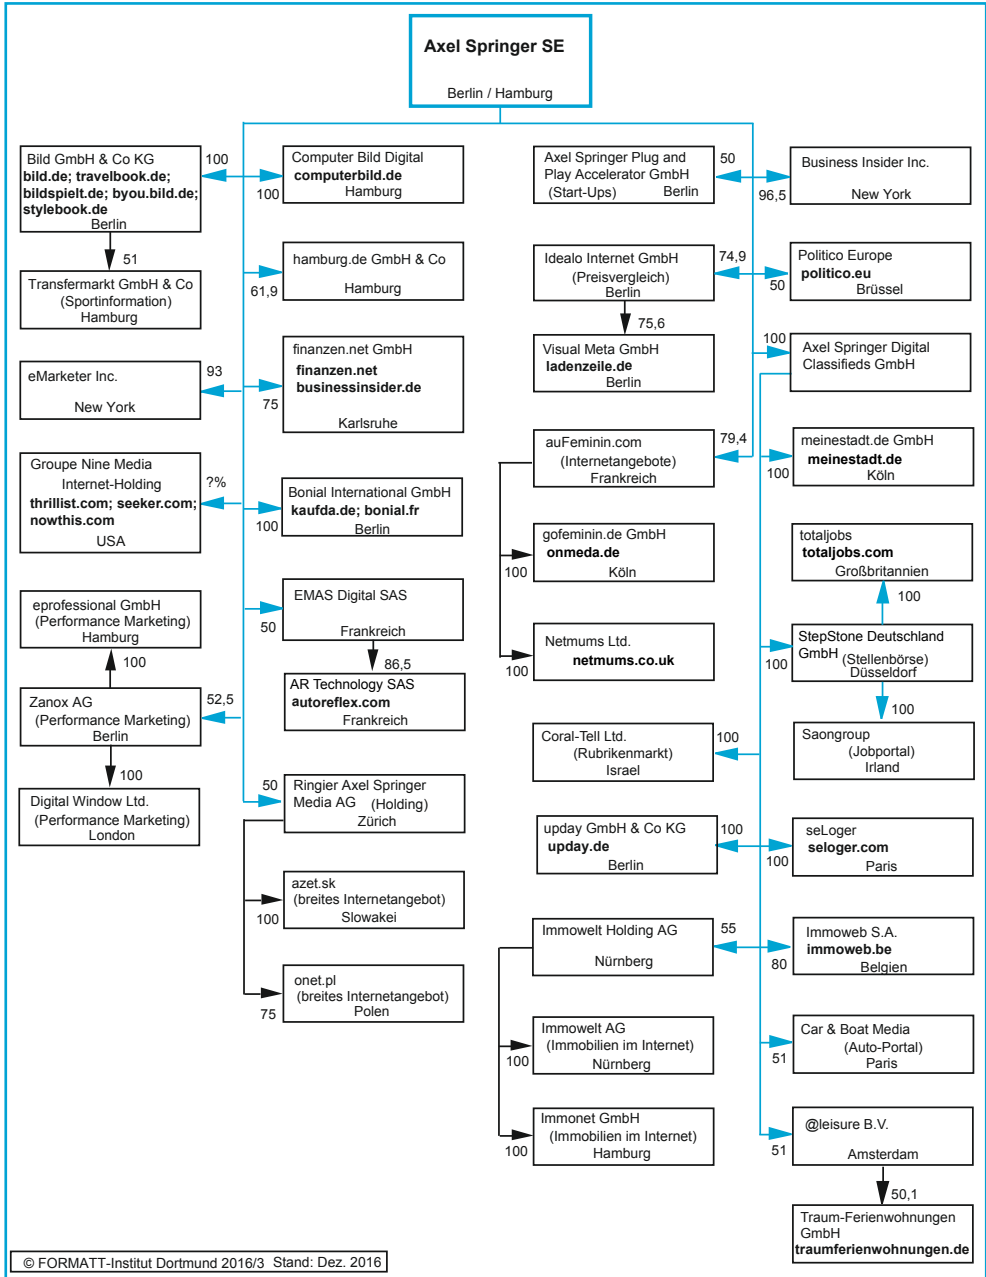 Axel Springer SE
Berlin / Hamburg
Bild GmbH & Co KG
bild.de; travelbook.de;
bildspielt.de; byou.bild.de;
stylebook.de
Berlin
100
51
Transfermarkt GmbH & Co
(Sportinformation)
Hamburg
eMarketer Inc.
New York
93
Groupe Nine Media
Internet-Holding
thrillist.com; seeker.com;
nowthis.com
USA
?%
eprofessional GmbH
(Performance Marketing)
Hamburg
100
Zanox AG
(Performance Marketing)
Berlin
52,5
100
Digital Window Ltd.
(Performance Marketing)
London
Computer Bild Digital
computerbild.de
Hamburg
100
hamburg.de GmbH & Co
Hamburg
61,9
finanzen.net GmbH
finanzen.net
businessinsider.de
Karlsruhe
75
Bonial International GmbH
kaufda.de; bonial.fr
Berlin
100
EMAS Digital SAS
Frankreich
50
86,5
AR Technology SAS
autoreflex.com
Frankreich
50
Ringier Axel Springer
Media AG (Holding)
Zürich
azet.sk
(breites Internetangebot)
Slowakei
100
onet.pl
(breites Internetangebot)
Polen
75
Axel Springer Plug and
Play Accelerator GmbH
(Start-Ups) Berlin
50
Business Insider Inc.
New York
96,5
Idealo Internet GmbH
(Preisvergleich)
Berlin
74,9
75,6
Politico Europe
politico.eu
Brüssel
50
Visual Meta GmbH
ladenzeile.de
Berlin
100
Axel Springer Digital
Classifieds GmbH
auFeminin.com
(Internetangebote)
Frankreich
79,4
meinestadt.de GmbH
meinestadt.de
Köln
100
gofeminin.de GmbH
onmeda.de
Köln
100
totaljobs
totaljobs.com
Großbritannien
100
Netmums Ltd.
netmums.co.uk
100
StepStone Deutschland
GmbH (Stellenbörse)
Düsseldorf
100
100
Coral-Tell Ltd.
(Rubrikenmarkt)
Israel
100
Saongroup
(Jobportal)
Irland
upday GmbH & Co KG
upday.de
Berlin
100
seLoger
seloger.com
Paris
100
Immowelt Holding AG
Nürnberg
55
Immoweb S.A.
immoweb.be
Belgien
80
Immowelt AG
(Immobilien im Internet)
Nürnberg
100
Car & Boat Media
(Auto-Portal)
Paris
51
Immonet GmbH
(Immobilien im Internet)
Hamburg
100
@leisure B.V.
Amsterdam
51
50,1
Traum-Ferienwohnungen
GmbH
traumferienwohnungen.de
© FORMATT-Institut Dortmund 2016/3 Stand: Dez. 2016